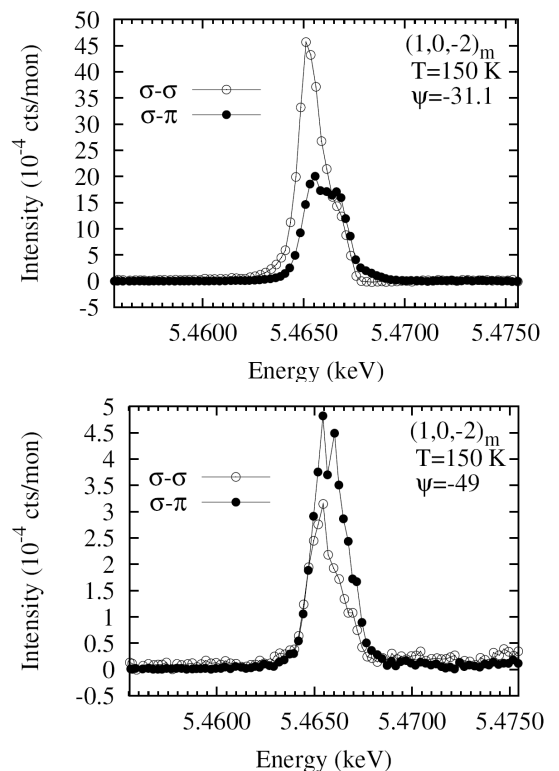 50
45
40
35
30
25
20
15
10
5
0
-5
Intensity (10⁻⁴ cts/mon)
(1,0,-2)ₘ
T=150 K
ψ=-31.1
σ-σ
σ-π
5.4600 5.4650 5.4700 5.4750
Energy (keV)
5
4.5
4
3.5
3
2.5
2
1.5
1
0.5
0
-0.5
Intensity (10⁻⁴ cts/mon)
(1,0,-2)ₘ
T=150 K
ψ=-49
σ-σ
σ-π
5.4600 5.4650 5.4700 5.4750
Energy (keV)